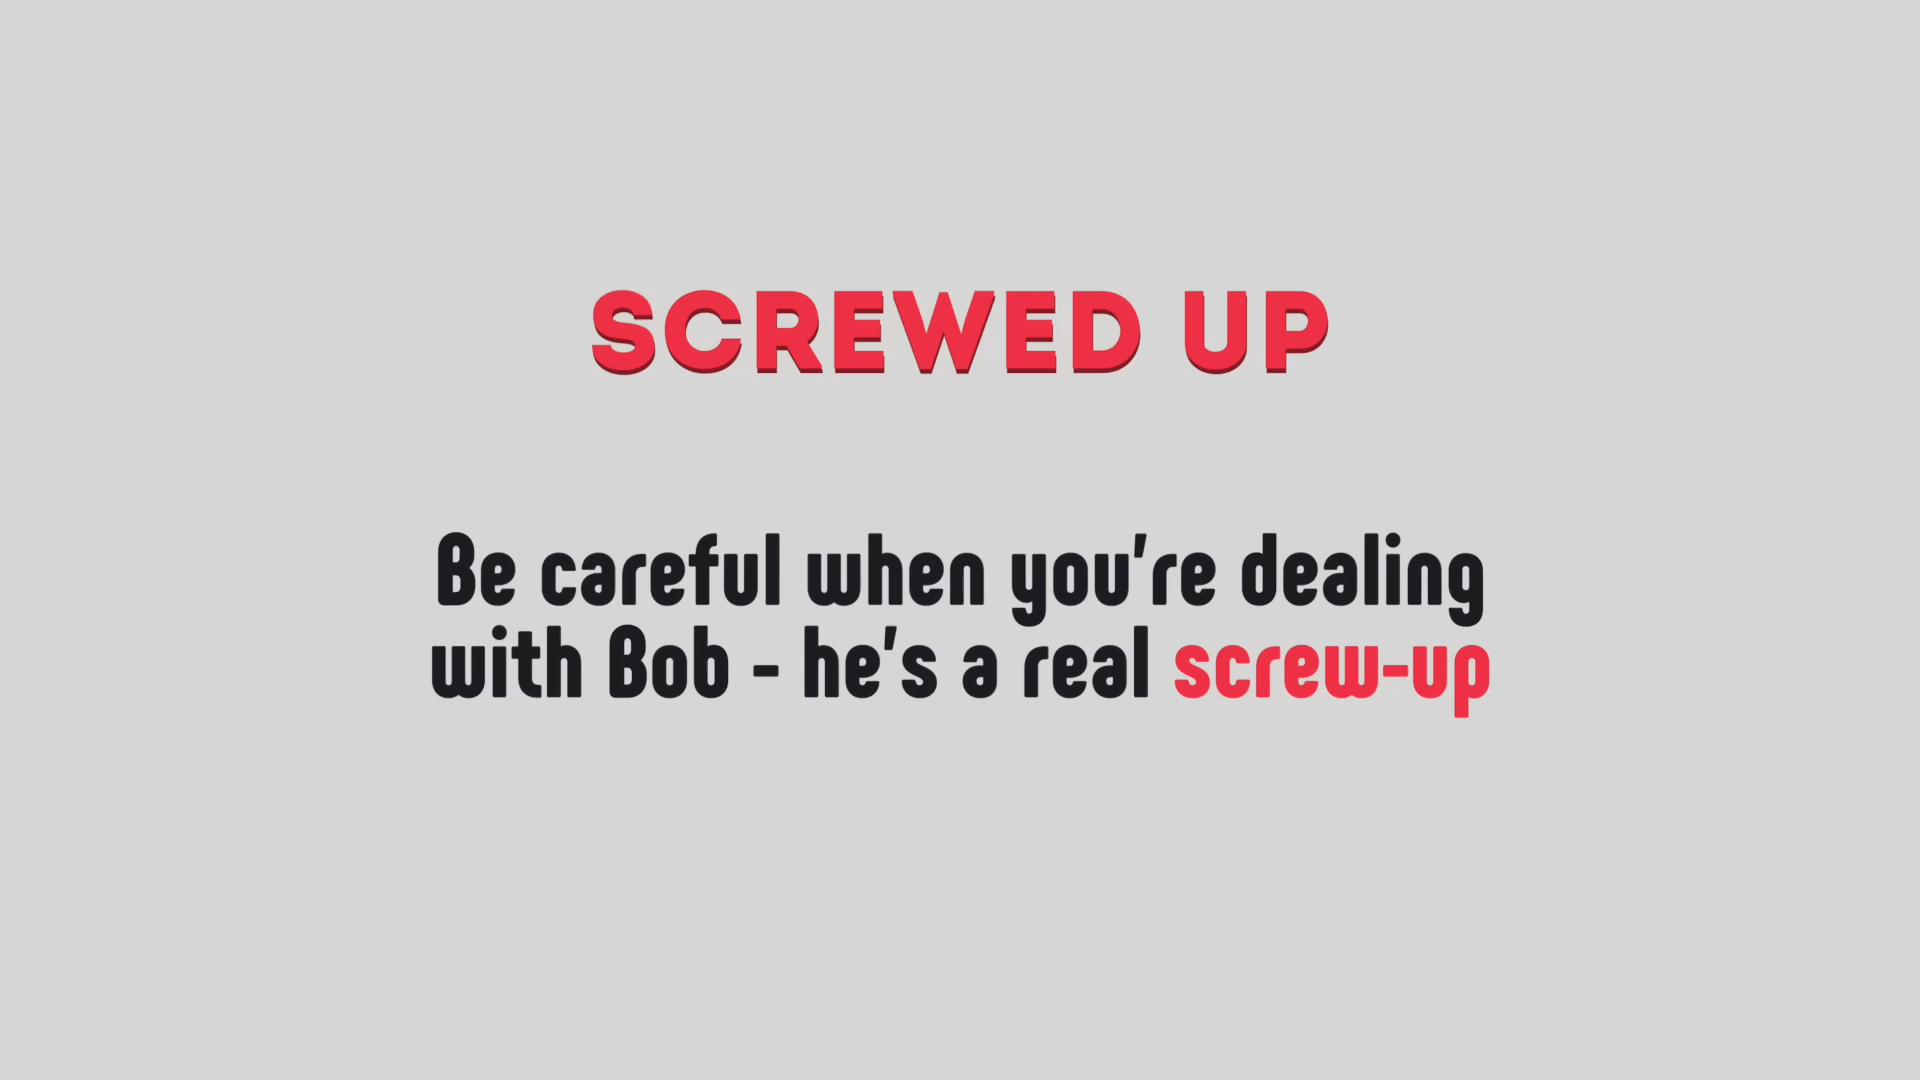 SCREWED UP
Be careful when you're dealing
with Bob - he's a real screw-up